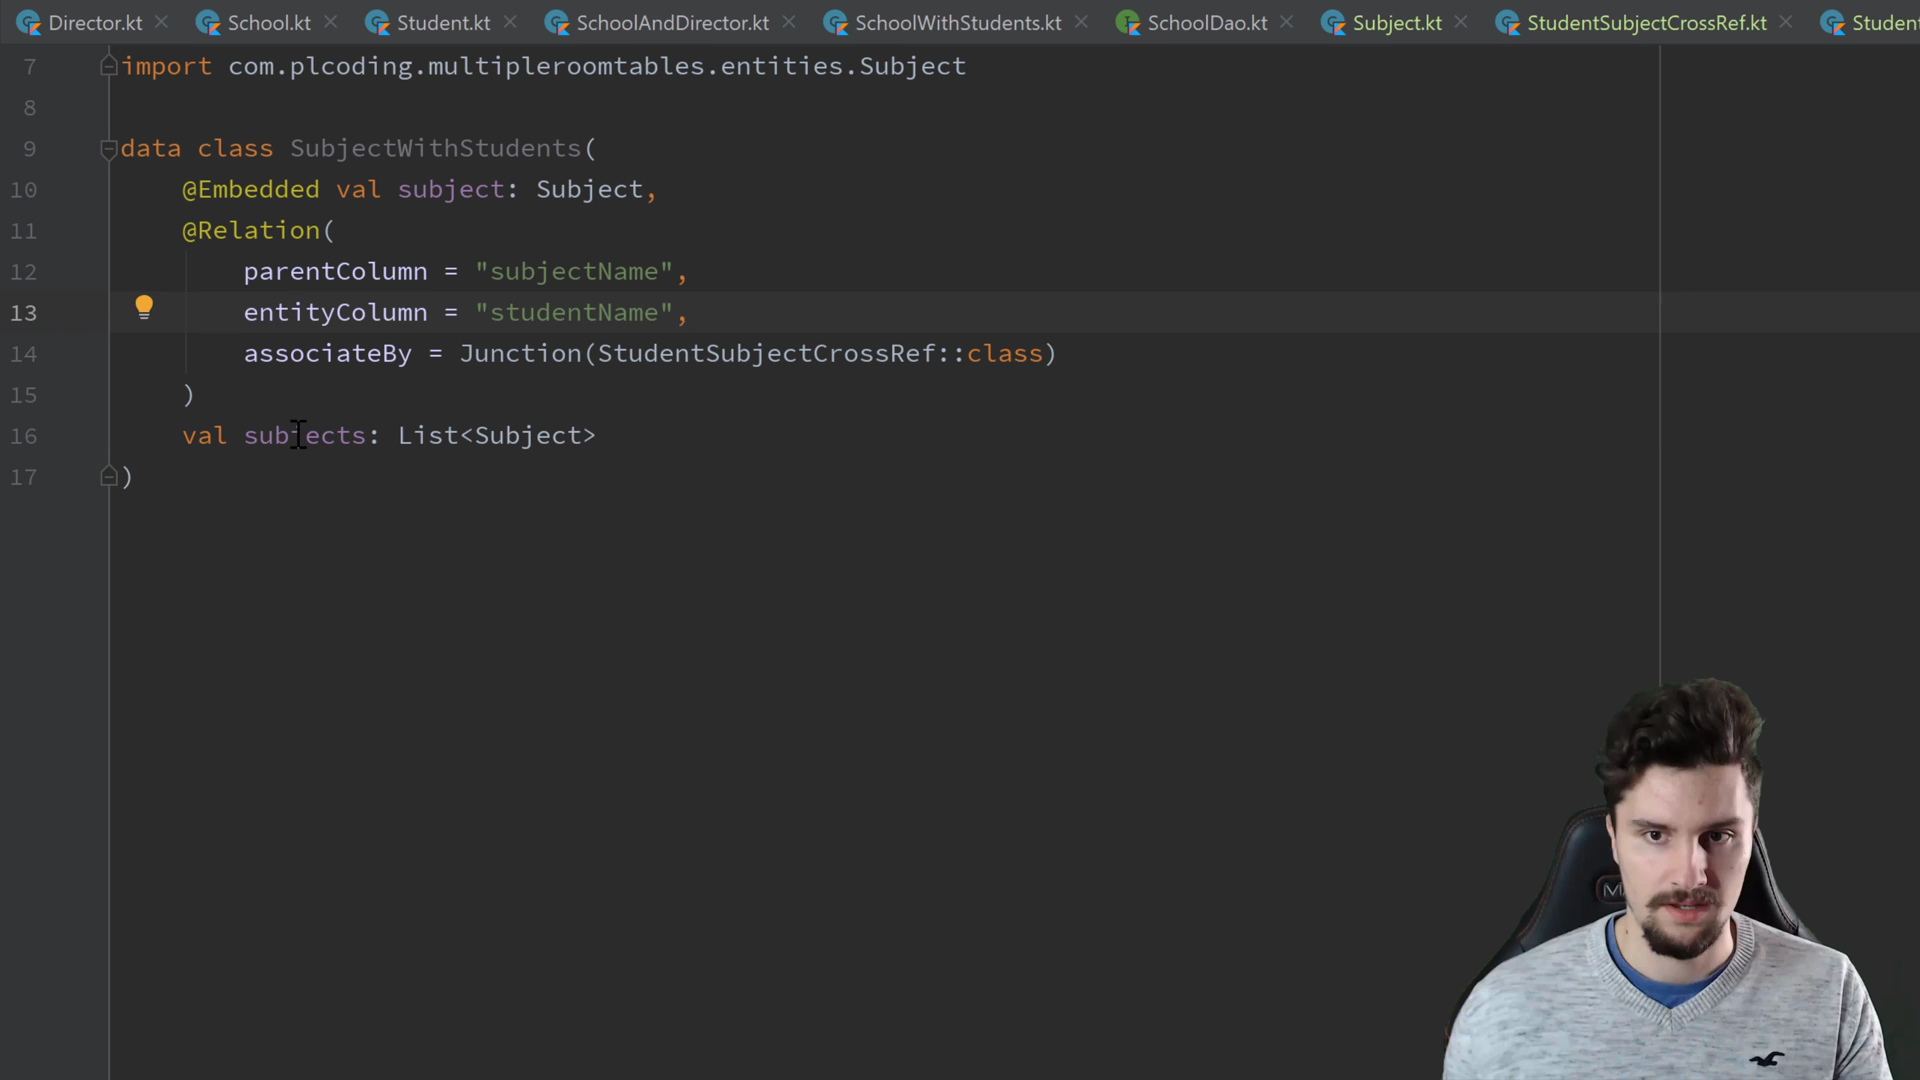 Director.kt School.kt Student.kt SchoolAndDirector.kt SchoolWithStudents.kt SchoolDao.kt Subject.kt StudentSubjectCrossRef.kt Studen
7 import com.plcoding.multipleroomtables.entities.Subject
8
9 data class SubjectWithStudents(
10 @Embedded val subject: Subject,
11 @Relation(
12 parentColumn = "subjectName",
13 entityColumn = "studentName",
14 associateBy = Junction(StudentSubjectCrossRef::class)
15 )
16 val subjects: List<Subject>
17 )